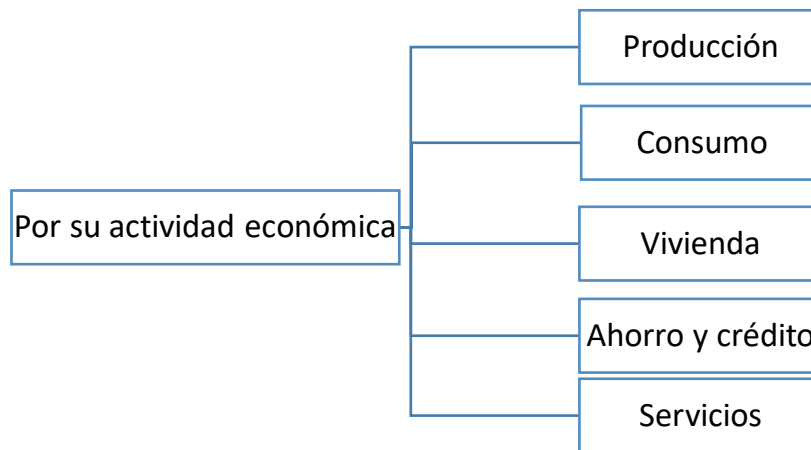 Producción
Consumo
Por su actividad económica
Vivienda
Ahorro y crédito
Servicios